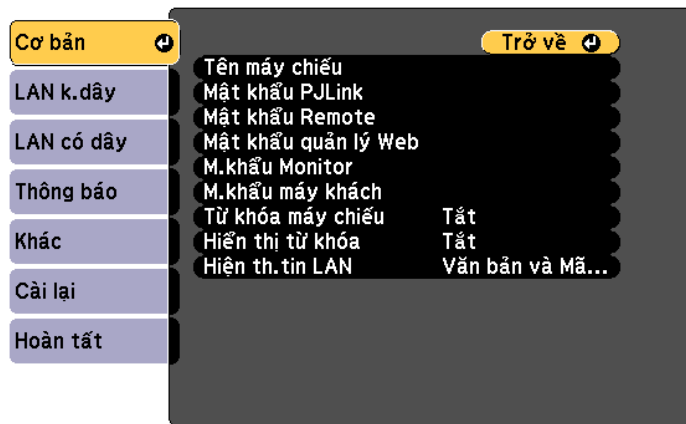 Cơ bản
LAN k.dây
LAN có dây
Thông báo
Khác
Cài lại
Hoàn tất
Trở về
Tên máy chiếu
Mật khẩu PJLink
Mật khẩu Remote
Mật khẩu quản lý Web
M.khẩu Monitor
M.khẩu máy khách
Từ khóa máy chiếu Tắt
Hiển thị từ khóa Tắt
Hiện th.tin LAN Văn bản và Mã...